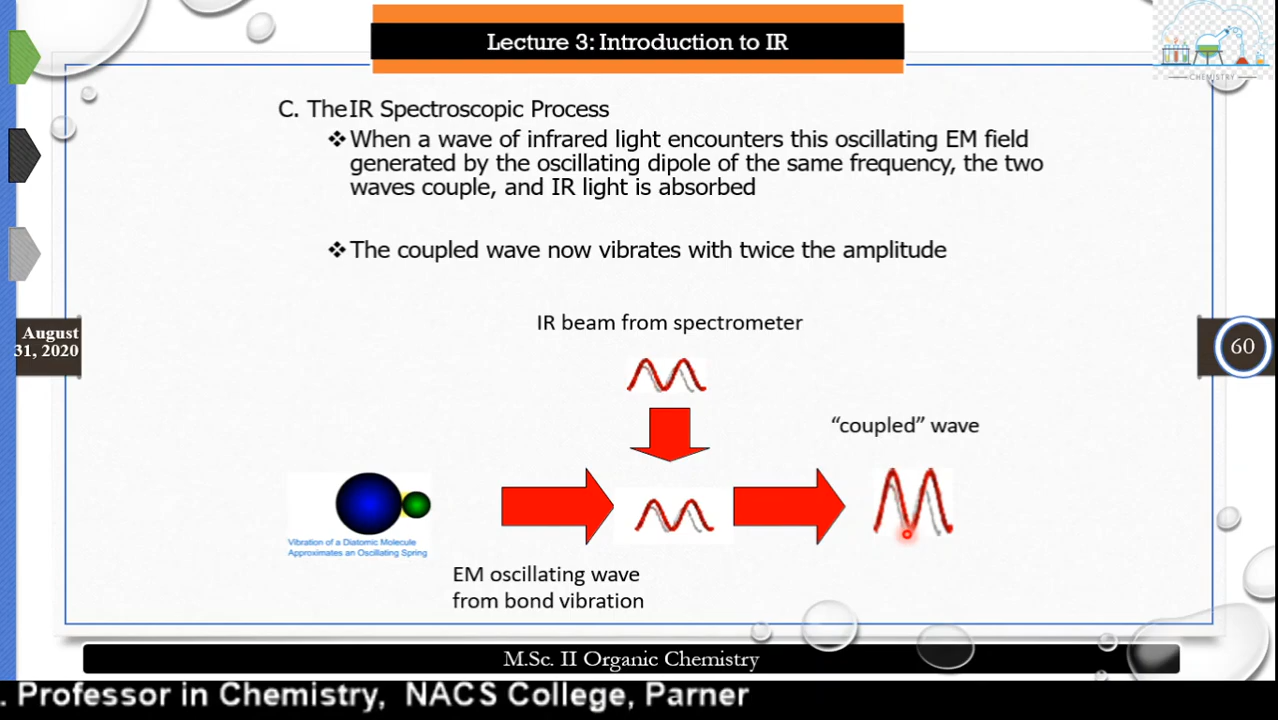 Lecture 3: Introduction to IR
CHEMISTRY
C. TheIR Spectroscopic Process
❖When a wave of infrared light encounters this oscillating EM field
generated by the oscillating dipole of the same frequency, the two
waves couple, and IR light is absorbed
❖The coupled wave now vibrates with twice the amplitude
August
31, 2020
60
IR beam from spectrometer
“coupled” wave
Vibration of a Diatomic Molecule
Approximates an Oscillating Spring
EM oscillating wave
from bond vibration
M.Sc. II Organic Chemistry
. Professor in Chemistry, NACS College, Parner